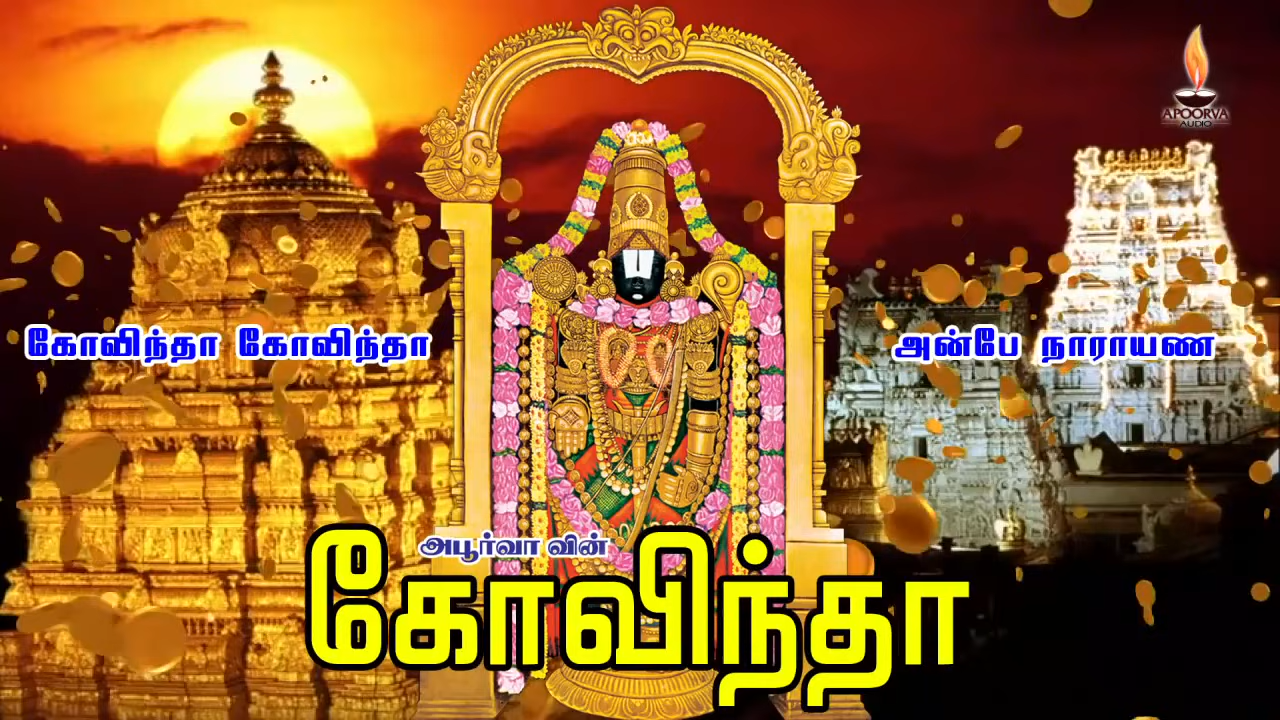 APOORVA
AUDIO
கோவிந்தா கோவிந்தா
அன்பே நாராயண
அபூர்வா வின்
கோவிந்தா